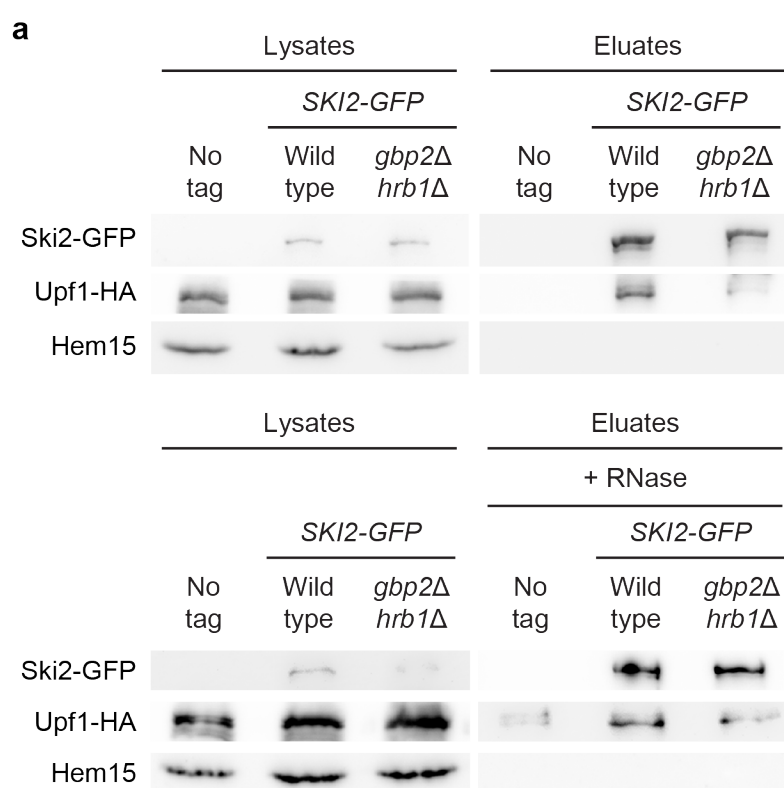 a
Lysates Eluates
SKI2-GFP SKI2-GFP
No Wild gbp2Δ No Wild gbp2Δ
tag type hrb1Δ tag type hrb1Δ
Ski2-GFP
Upf1-HA
Hem15
Lysates Eluates
+ RNase
SKI2-GFP SKI2-GFP
No Wild gbp2Δ No Wild gbp2Δ
tag type hrb1Δ tag type hrb1Δ
Ski2-GFP
Upf1-HA
Hem15